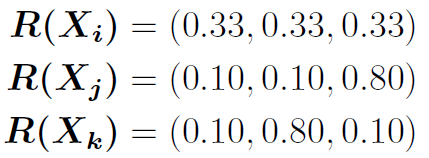 R(X_i) = (0.33, 0.33, 0.33)
R(X_j) = (0.10, 0.10, 0.80)
R(X_k) = (0.10, 0.80, 0.10)